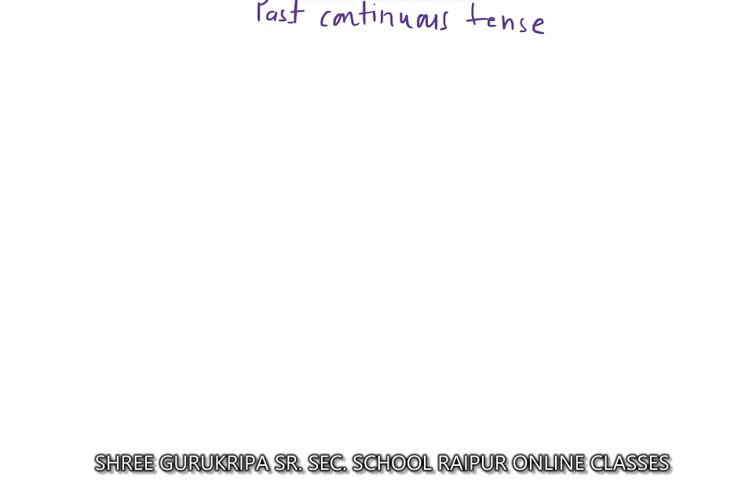 Past continuous tense
SHREE GURUKRIPA SR. SEC. SCHOOL RAIPUR ONLINE CLASSES